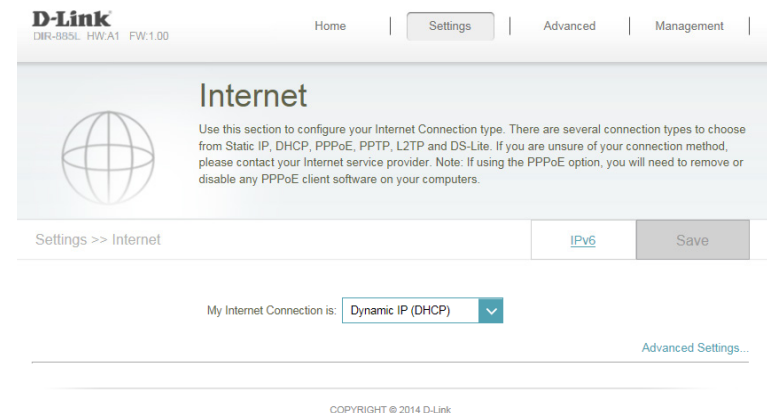 D-Link
DIR-885L HW:A1 FW:1.00
Home
Settings
Advanced
Management
Internet
Use this section to configure your Internet Connection type. There are several connection types to choose
from Static IP, DHCP, PPPoE, PPTP, L2TP and DS-Lite. If you are unsure of your connection method,
please contact your Internet service provider. Note: If using the PPPoE option, you will need to remove or
disable any PPPoE client software on your computers.
Settings >> Internet
IPv6
Save
My Internet Connection is: Dynamic IP (DHCP)
Advanced Settings...
COPYRIGHT © 2014 D-Link